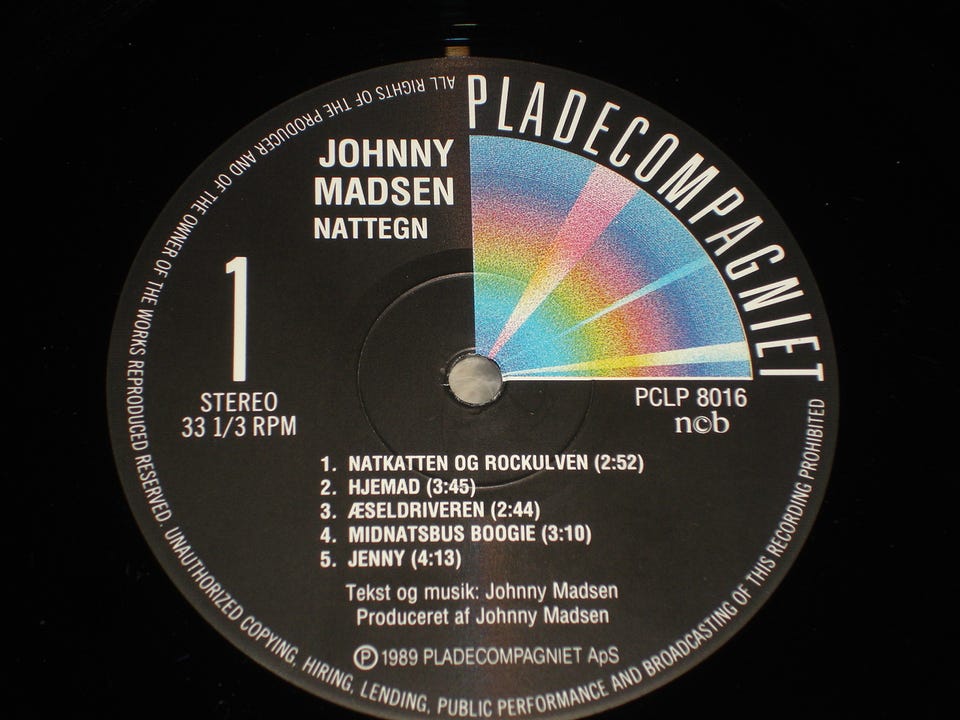 PLADECOMPAGNIET
JOHNNY
MADSEN
NATTEGN
1
STEREO
33 1/3 RPM
PCLP 8016
n©b
1. NATKATTEN OG ROCKULVEN (2:52)
2. HJEMAD (3:45)
3. ÆSELDRIVEREN (2:44)
4. MIDNATSBUS BOOGIE (3:10)
5. JENNY (4:13)
Tekst og musik: Johnny Madsen
Produceret af Johnny Madsen
Ⓟ 1989 PLADECOMPAGNIET ApS
ALL RIGHTS OF THE PRODUCER AND OF THE OWNER OF THE WORKS REPRODUCED RESERVED. UNAUTHORIZED COPYING, HIRING, LENDING, PUBLIC PERFORMANCE AND BROADCASTING OF THIS RECORDING PROHIBITED